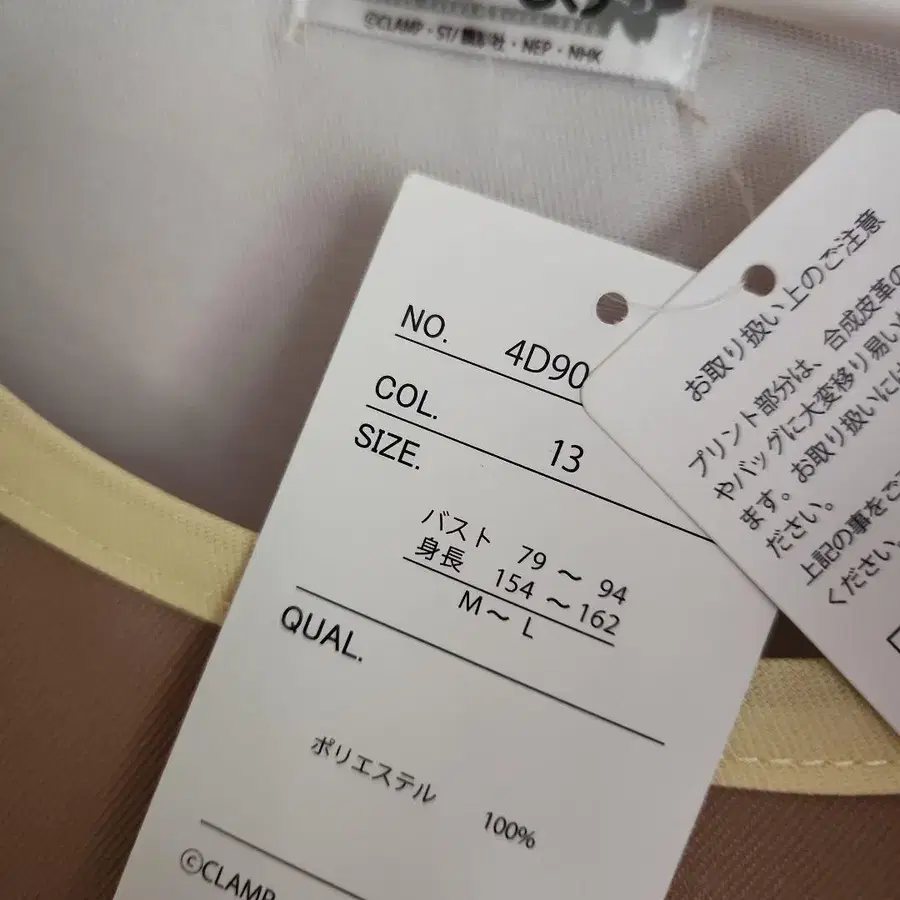 ©CLAMP・ST/講談社・NEP・NHK
NO. 4D90
COL. 13
SIZE.
バスト 79 ～ 94
身長 154 ～ 162
M～ L
QUAL.
ポリエステル 100%
©CLAMP
お取り扱い上のご注意
プリント部分は、合成皮革の
やバッグに大変移り易い
ます。お取り扱いには
ださい。
上記の事をご
ください。